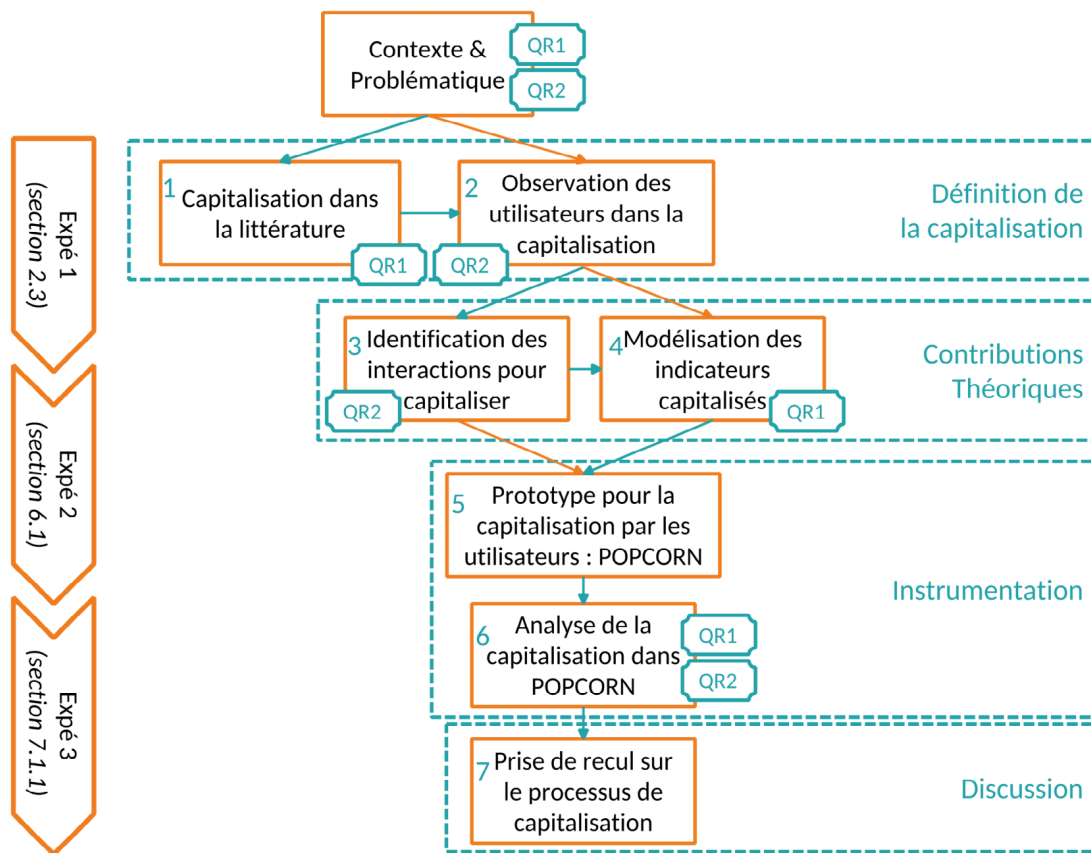 Contexte &
Problématique
QR1
QR2
Expé 1
(section 2.3)
1
Capitalisation dans
la littérature
QR1
2
Observation des
utilisateurs dans la
capitalisation
QR2
Définition de
la capitalisation
3
Identification des
interactions pour
capitaliser
QR2
4
Modélisation des
indicateurs
capitalisés
QR1
Contributions
Théoriques
Expé 2
(section 6.1)
5
Prototype pour la
capitalisation par les
utilisateurs : POPCORN
6
Analyse de la
capitalisation dans
POPCORN
QR1
QR2
Instrumentation
Expé 3
(section 7.1.1)
7
Prise de recul sur
le processus de
capitalisation
Discussion